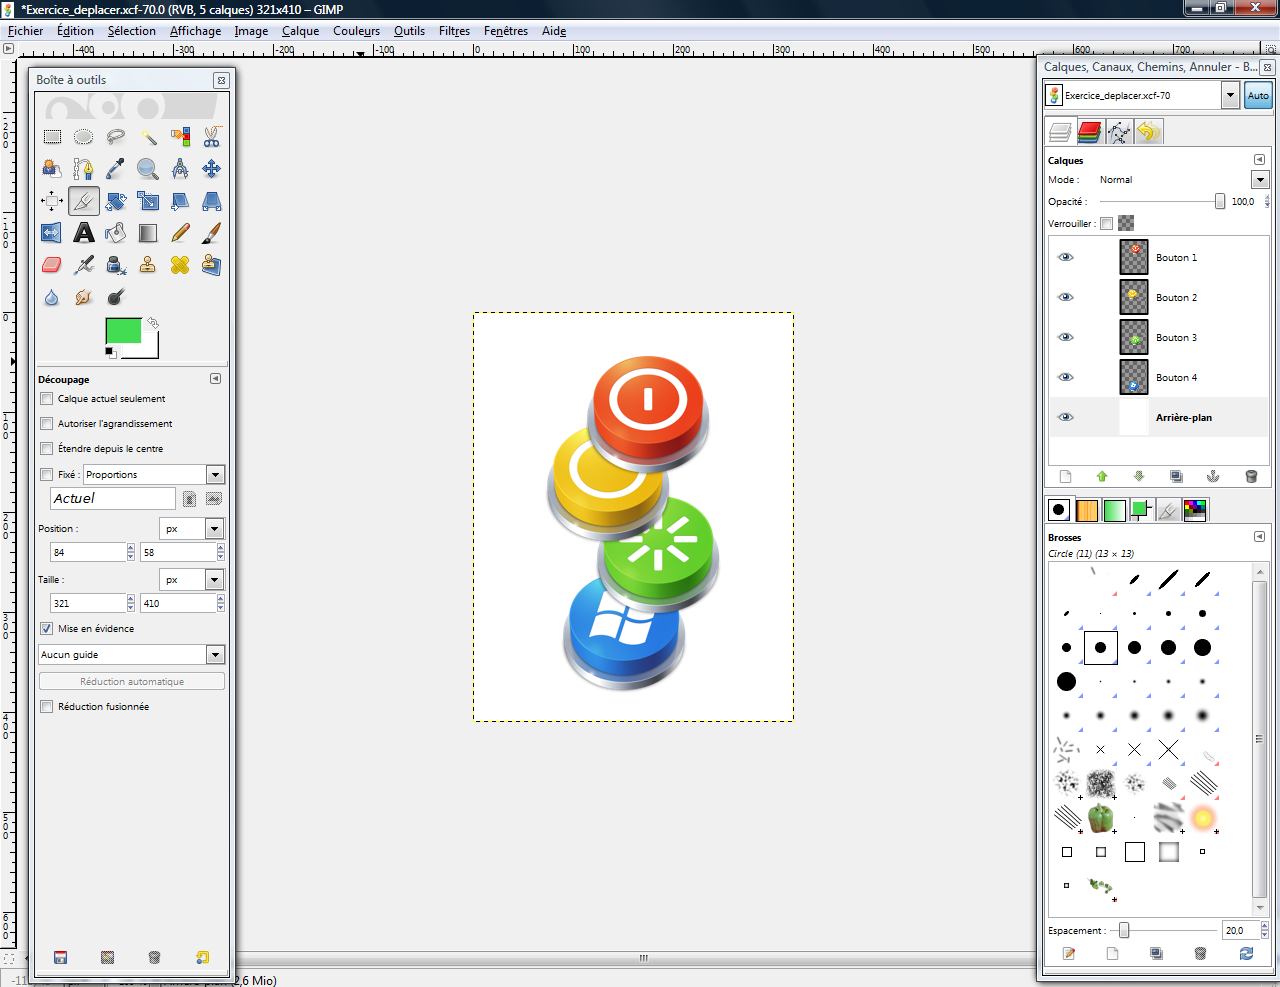 *Exercice_deplacer.xcf-70.0 (RVB, 5 calques) 321x410 – GIMP
Fichier Édition Sélection Affichage Image Calque Couleurs Outils Filtres Fenêtres Aide
-400 -300 -200 -100 0 100 200 300 400 500 600 700
Boîte à outils
Découpage
Calque actuel seulement
Autoriser l'agrandissement
Étendre depuis le centre
Fixé : Proportions
Actuel
Position : px
84 58
Taille : px
321 410
Mise en évidence
Aucun guide
Réduction automatique
Réduction fusionnée
Calques, Canaux, Chemins, Annuler - B...
Exercice_deplacer.xcf-70 Auto
Calques
Mode : Normal
Opacité : 100,0
Verrouiller :
Bouton 1
Bouton 2
Bouton 3
Bouton 4
Arrière-plan
Brosses
Circle (11) (13 × 13)
Espacement : 20,0
(2,6 Mio)